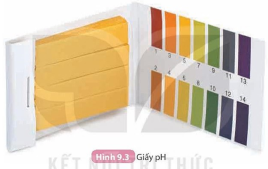 1 3 5 7 9 11 13
2 4 6 8 10 12 14
Hình 9.3 Giấy pH
KẾT NỐI TRI THỨC